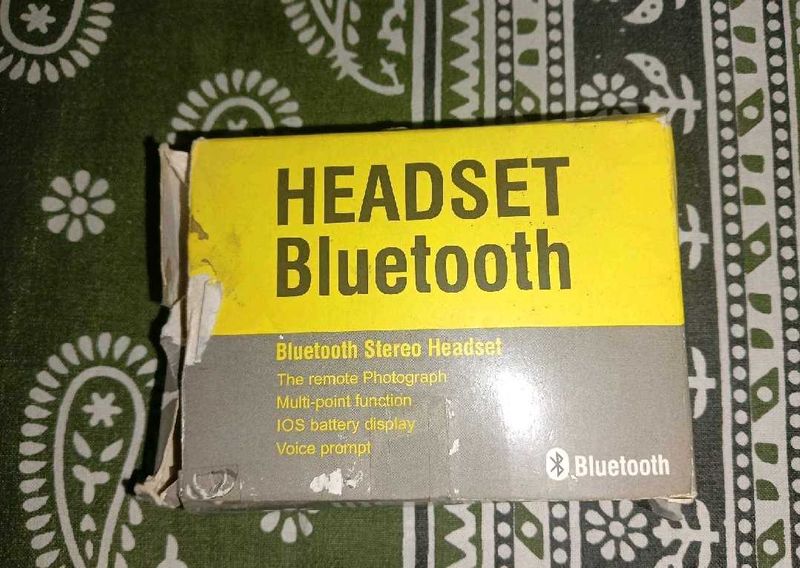 HEADSET
Bluetooth
Bluetooth Stereo Headset
The remote Photograph
Multi-point function
IOS battery display
Voice prompt
Bluetooth